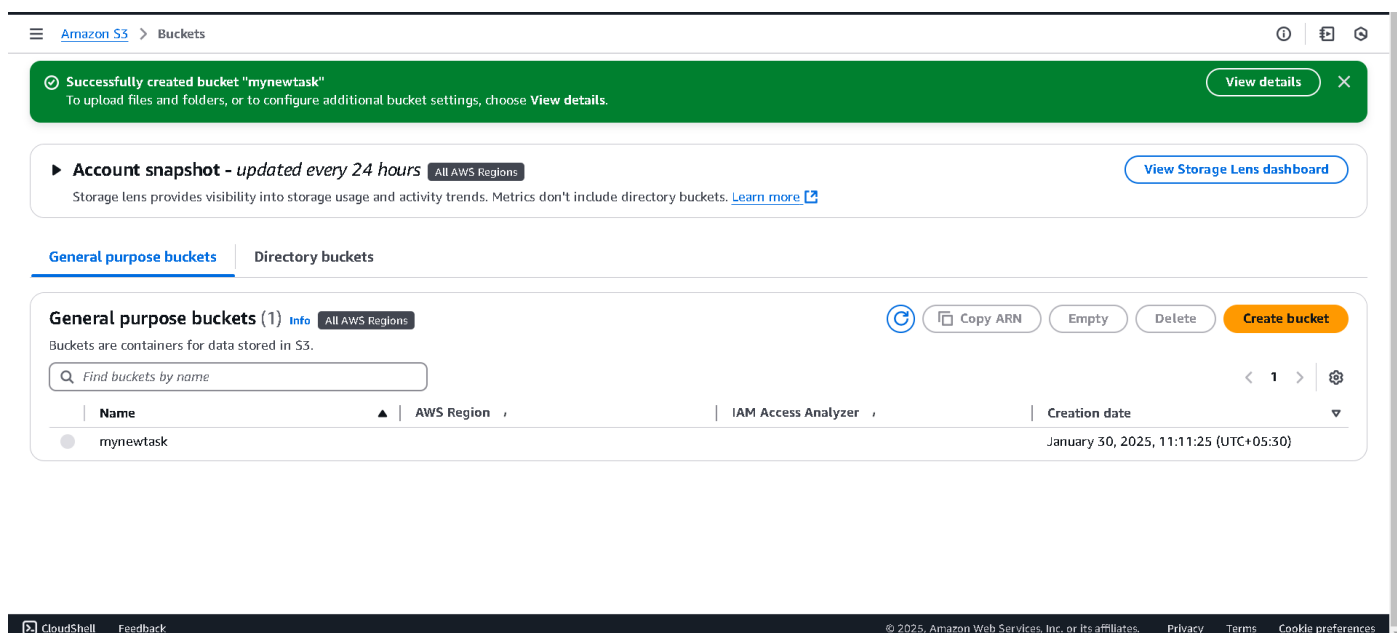 Amazon S3 > Buckets
Successfully created bucket "mynewtask"
To upload files and folders, or to configure additional bucket settings, choose View details.
View details
Account snapshot - updated every 24 hours All AWS Regions
Storage lens provides visibility into storage usage and activity trends. Metrics don't include directory buckets. Learn more
View Storage Lens dashboard
General purpose buckets Directory buckets
General purpose buckets (1) Info All AWS Regions
Copy ARN Empty Delete Create bucket
Buckets are containers for data stored in S3.
Find buckets by name
1
Name AWS Region IAM Access Analyzer Creation date
mynewtask January 30, 2025, 11:11:25 (UTC+05:30)
CloudShell Feedback © 2025, Amazon Web Services, Inc. or its affiliates. Privacy Terms Cookie preferences